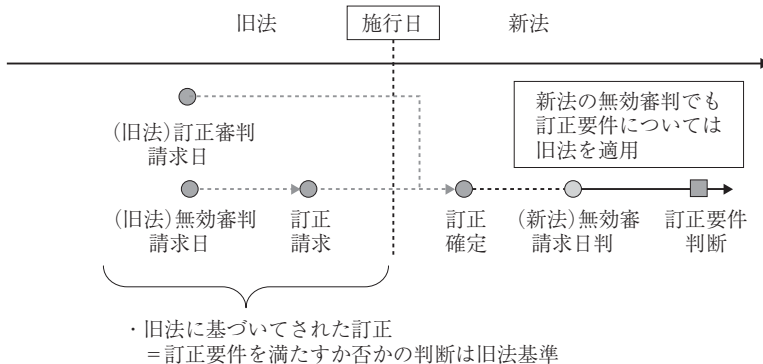 旧法
施行日
新法
新法の無効審判でも
訂正要件については
旧法を適用
(旧法)訂正審判
請求日
(旧法)無効審判
請求日
訂正
請求
訂正
確定
(新法)無効審
請求日判
訂正要件
判断
・旧法に基づいてされた訂正
=訂正要件を満たすか否かの判断は旧法基準